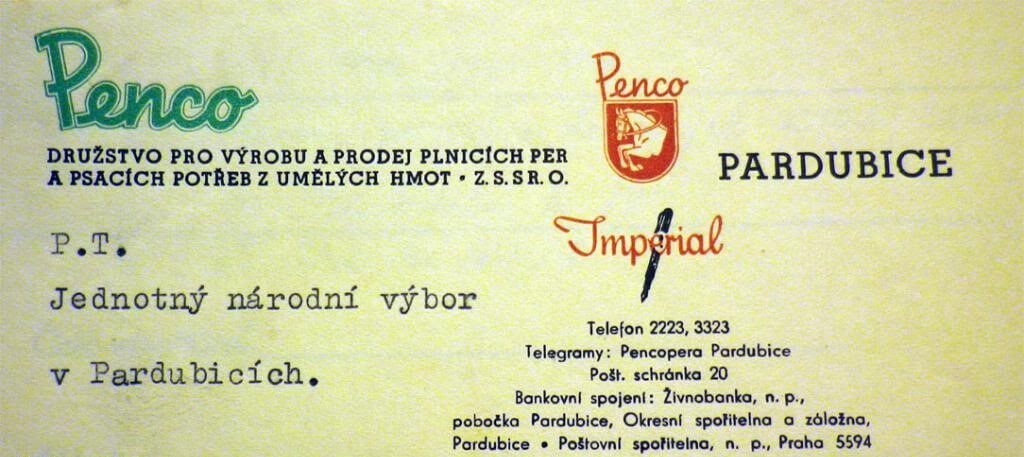 Penco
DRUŽSTVO PRO VÝROBU A PRODEJ PLNICÍCH PER
A PSACÍCH POTŘEB Z UMĚLÝCH HMOT • Z. S. S R. O.
Penco
PARDUBICE
Imperial
P.T.
Jednotný národní výbor
v Pardubicích.
Telefon 2223, 3323
Telegramy: Pencopera Pardubice
Pošt. schránka 20
Bankovní spojení: Živnobanka, n. p.,
pobočka Pardubice, Okresní spořitelna a záložna,
Pardubice • Poštovní spořitelna, n. p., Praha 5594